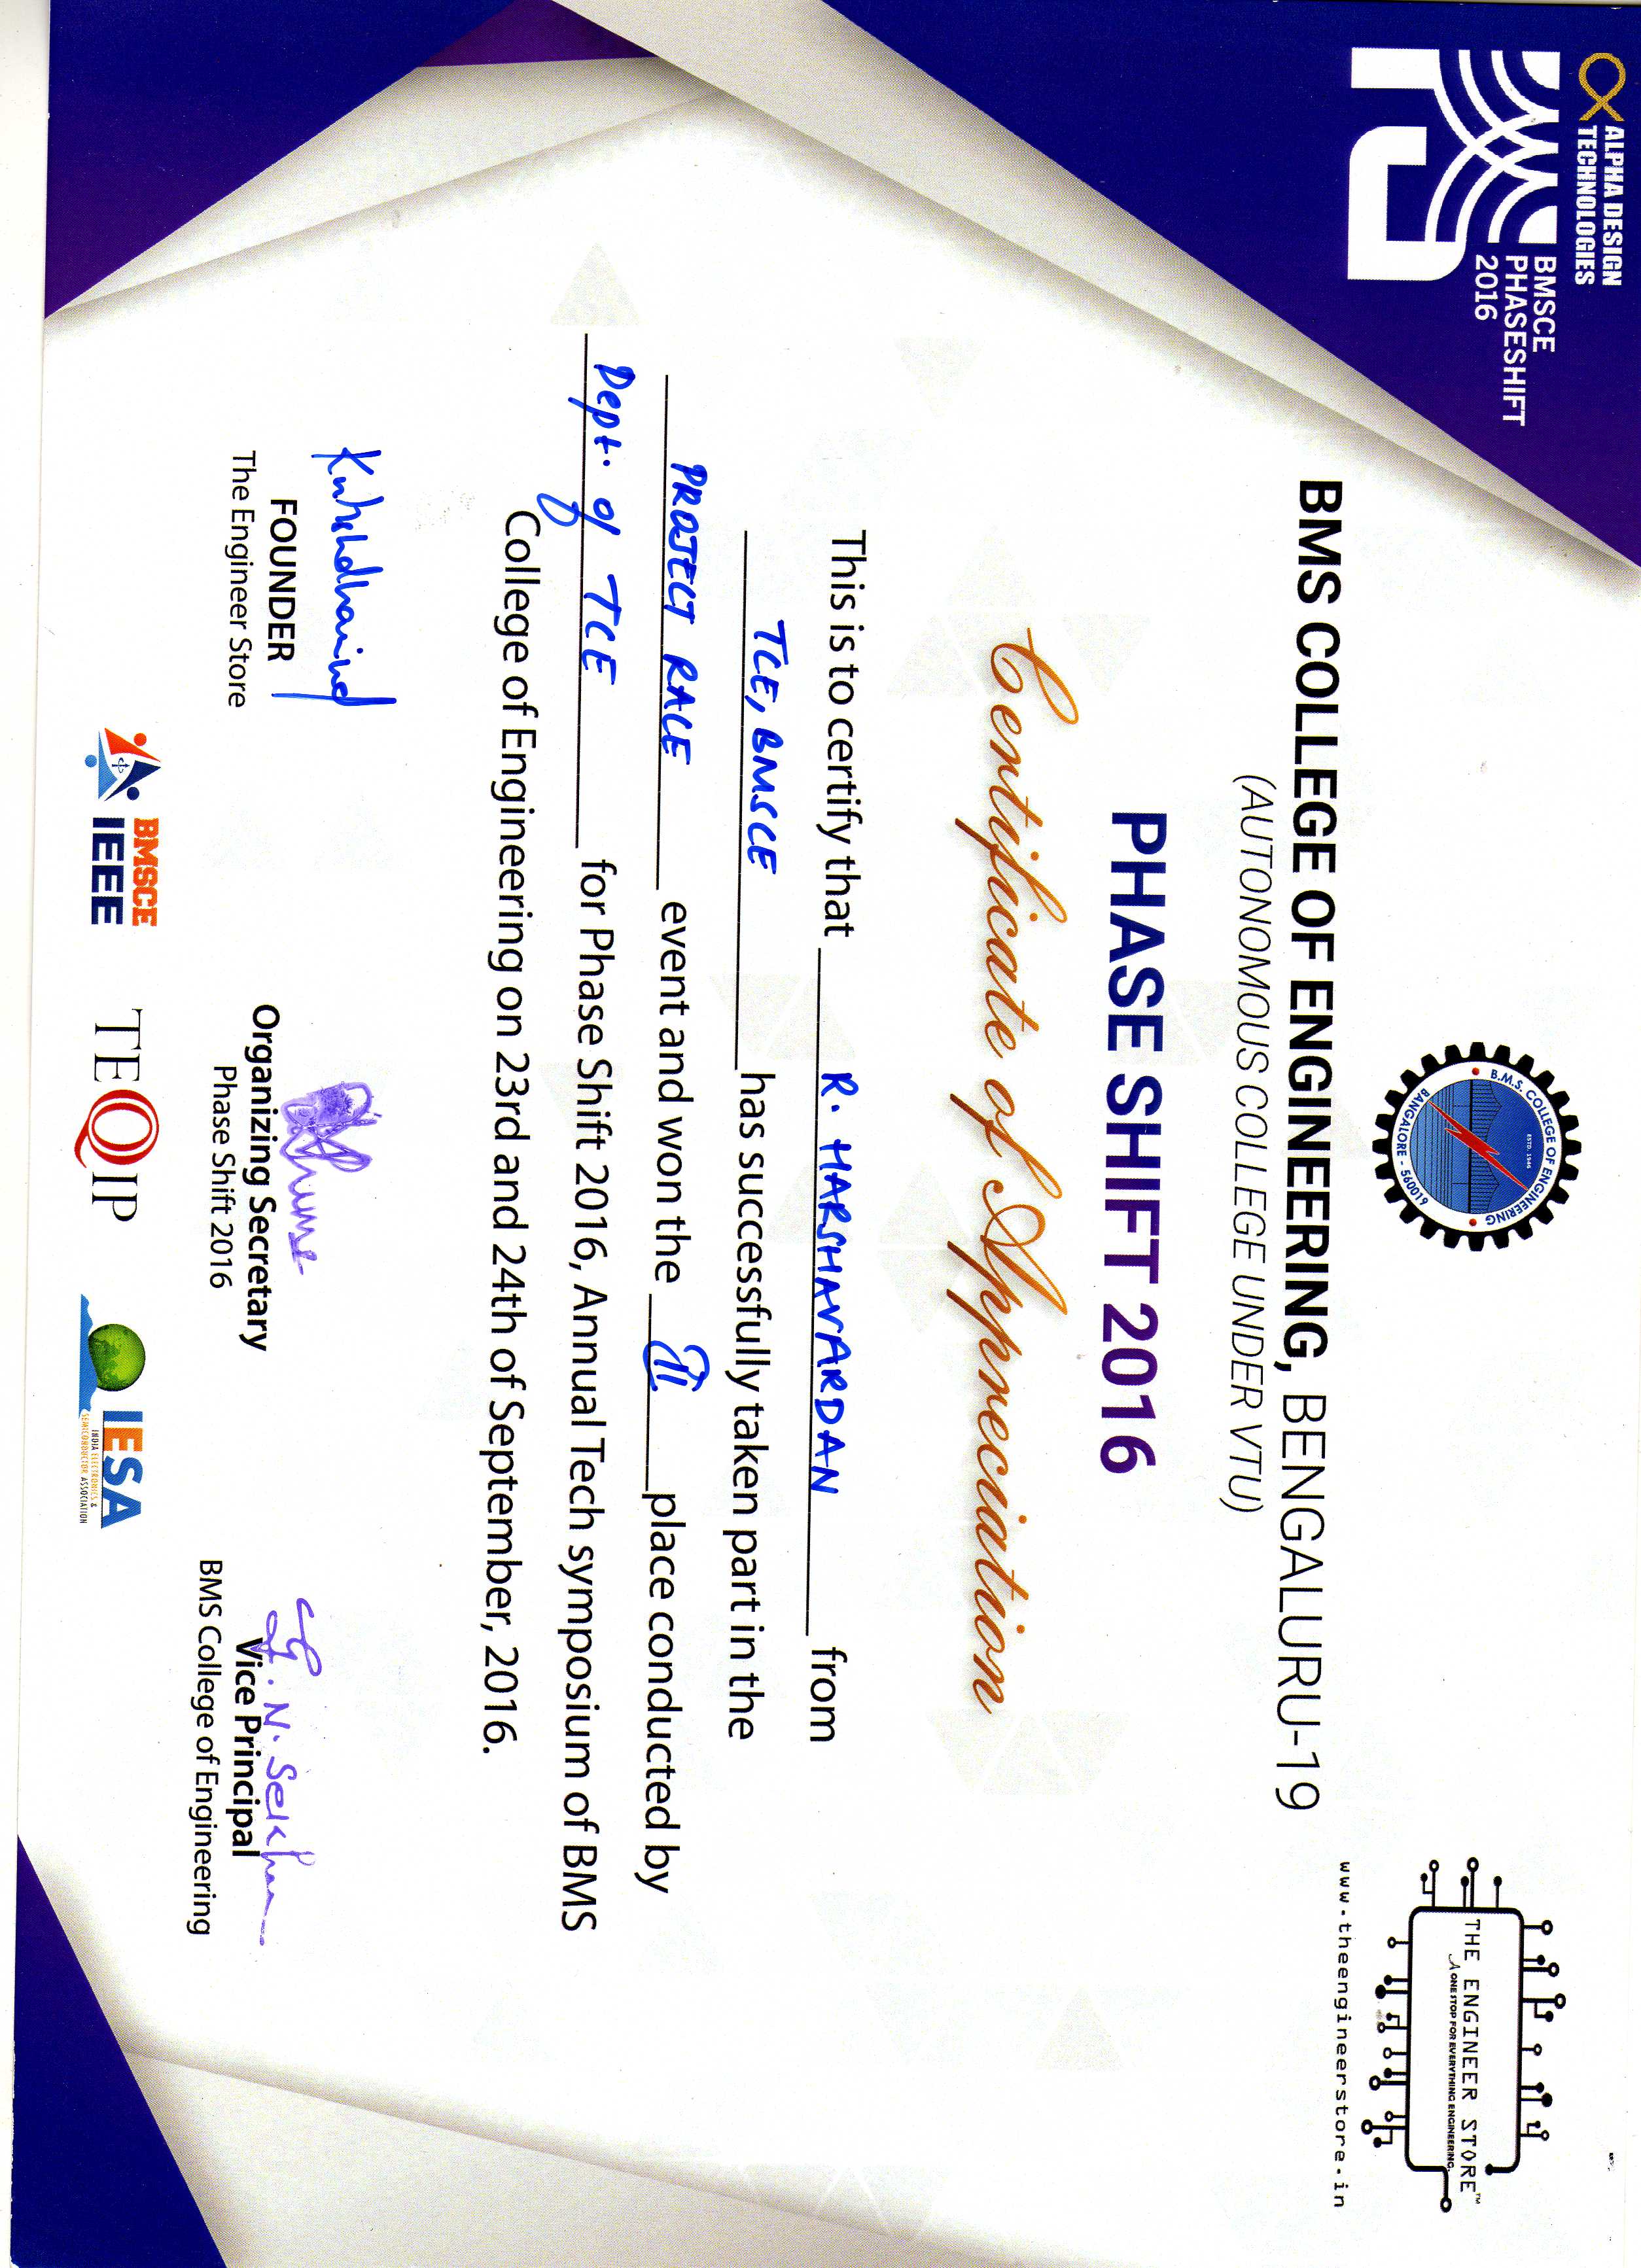 ALPHA DESIGN
TECHNOLOGIES
BMSCE
PHASESHIFT
2016
B.M.S. COLLEGE OF ENGINEERING
ESTD. 1946
BANGALORE - 560019
THE ENGINEER STORE™
A ONE STOP FOR EVERYTHING ENGINEERING.
www.theengineerstore.in
BMS COLLEGE OF ENGINEERING, BENGALURU-19
(AUTONOMOUS COLLEGE UNDER VTU)
PHASE SHIFT 2016
Certificate of Appreciation
This is to certify that R. HARSHAVARDAN from
TCE, BMSCE has successfully taken part in the
PROJECT RACE event and won the II place conducted by
Dept. of TCE for Phase Shift 2016, Annual Tech symposium of BMS
College of Engineering on 23rd and 24th of September, 2016.
G. N. Sekhar
FOUNDER
The Engineer Store
Organizing Secretary
Phase Shift 2016
Vice Principal
BMS College of Engineering
BMSCE
IEEE
TEQIP
IESA
INDIA ELECTRONICS &
SEMICONDUCTOR ASSOCIATION